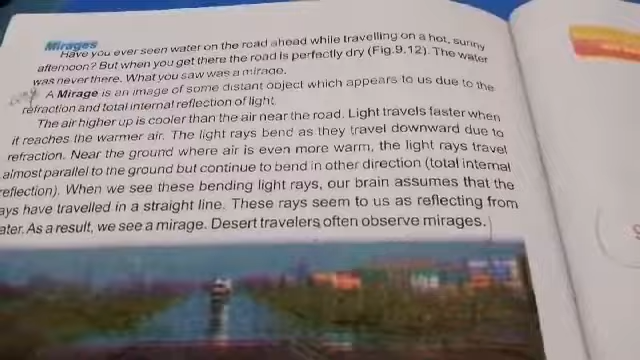 Mirages
Have you ever seen water on the road ahead while travelling on a hot, sunny
afternoon? But when you get there the road is perfectly dry (Fig.9.12). The water
was never there. What you saw was a mirage.
A Mirage is an image of some distant object which appears to us due to the
refraction and total internal reflection of light.
The air higher up is cooler than the air near the road. Light travels faster when
it reaches the warmer air. The light rays bend as they travel downward due to
refraction. Near the ground where air is even more warm, the light rays travel
almost parallel to the ground but continue to bend in other direction (total internal
eflection). When we see these bending light rays, our brain assumes that the
ays have travelled in a straight line. These rays seem to us as reflecting from
ater. As a result, we see a mirage. Desert travelers often observe mirages.